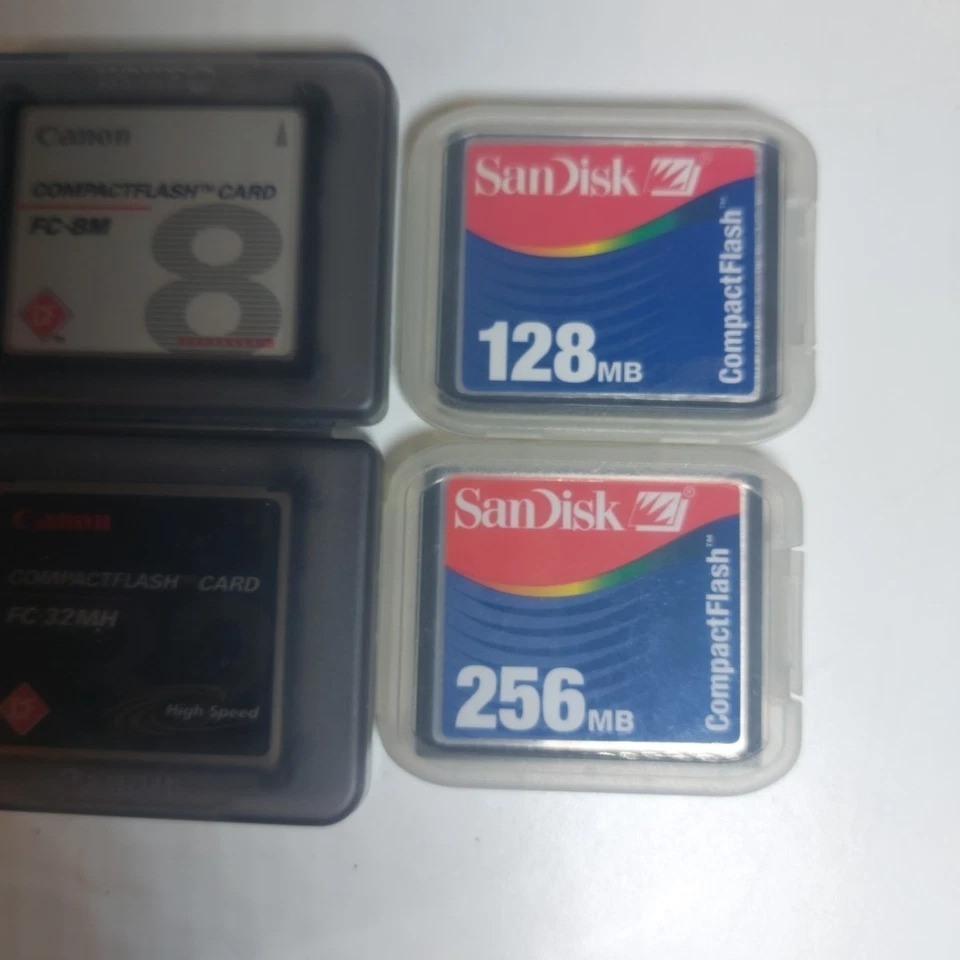 Canon
COMPACTFLASH™ CARD
FC-8M
8
CF
SanDisk
CompactFlash™
128MB
Canon
COMPACTFLASH™ CARD
FC-32MH
CF
High Speed
SanDisk®
CompactFlash™
256MB